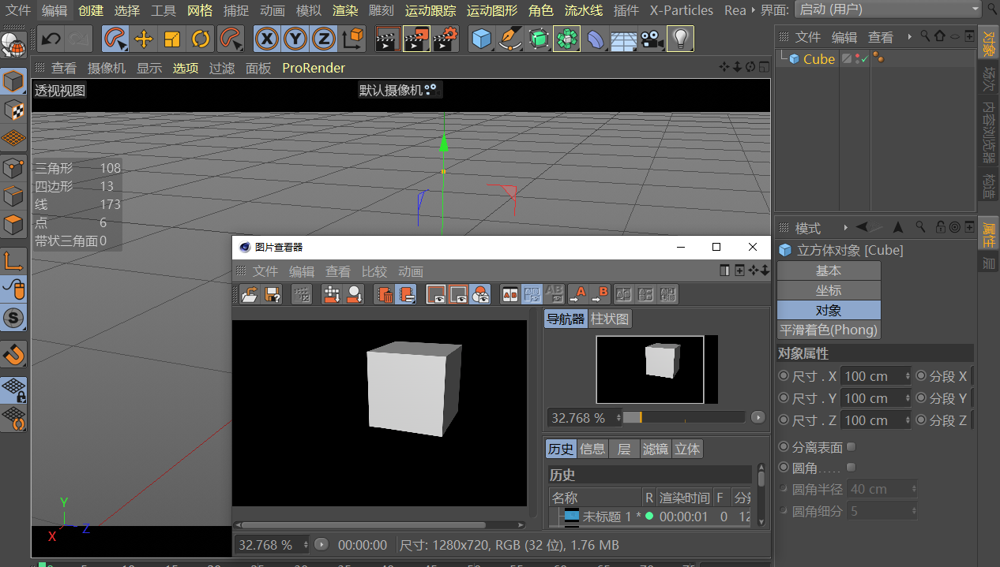 文件 编辑 创建 选择 工具 网格 捕捉 动画 模拟 渲染 雕刻 运动跟踪 运动图形 角色 流水线 插件 X-Particles Rea 界面: 启动 (用户)
X Y Z
文件 编辑 查看
Cube
查看 摄像机 显示 选项 过滤 面板 ProRender
透视视图
默认摄像机
三角形 108
四边形 13
线 173
点 6
带状三角面 0
Y
Z
X
S
图片查看器
文件 编辑 查看 比较 动画
A B AB A B
导航器 柱状图
32.768 %
历史 信息 层 滤镜 立体
历史
名称 R 渲染时间 F
未标题 1 * 00:00:01 0 12
32.768 % 00:00:00 尺寸: 1280x720, RGB (32 位), 1.76 MB
对象
场次
内容浏览器
构造
属性
层
模式
立方体对象 [Cube]
基本
坐标
对象
平滑着色(Phong)
对象属性
尺寸 . X 100 cm 分段 X
尺寸 . Y 100 cm 分段 Y
尺寸 . Z 100 cm 分段 Z
分离表面
圆角.....
圆角半径 40 cm
圆角细分 5